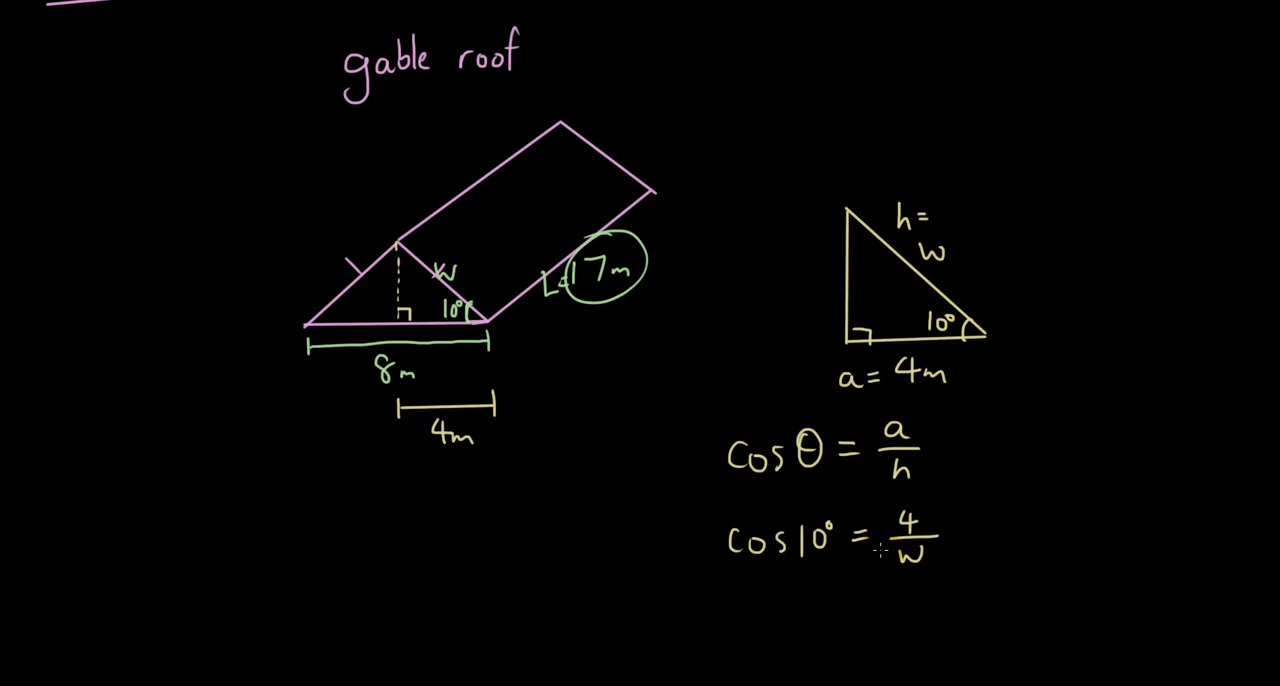 gable roof
h=
w
w
L=17m
10°
10°
8m
a= 4m
4m
cos θ = a/h
cos 10° = 4/w